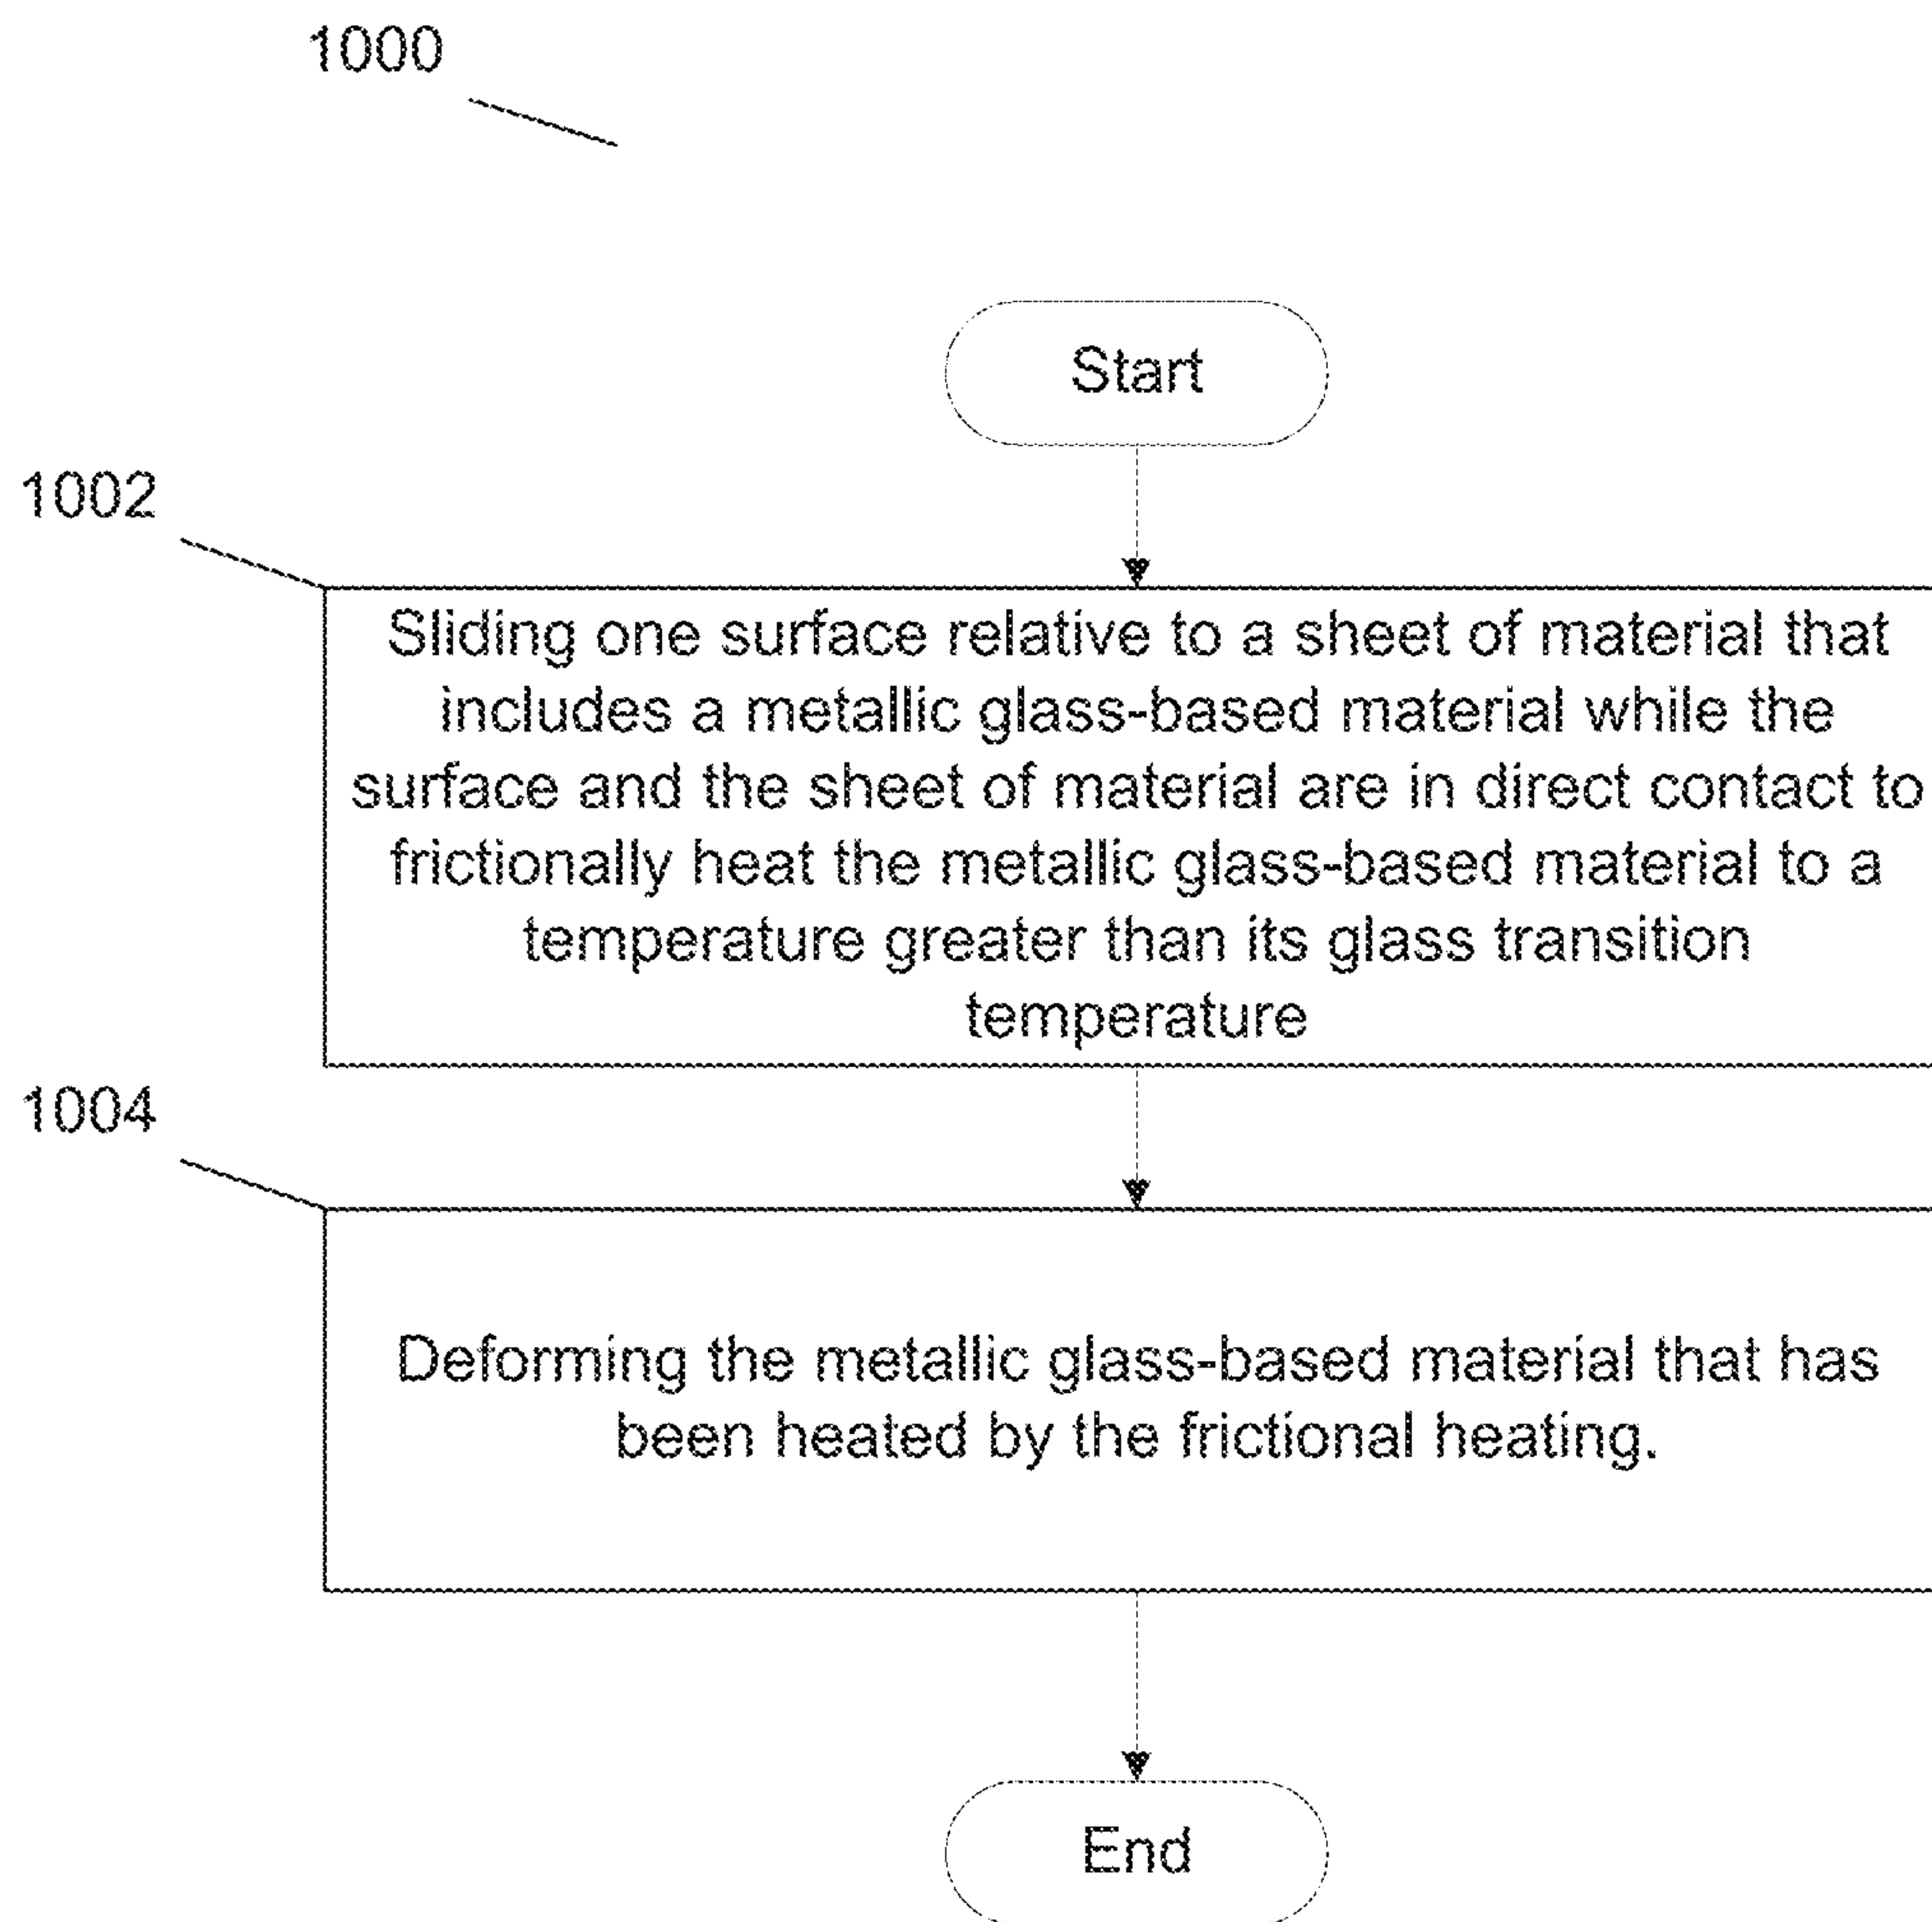 1000
Start
1002
Sliding one surface relative to a sheet of material that
includes a metallic glass-based material while the
surface and the sheet of material are in direct contact to
frictionally heat the metallic glass-based material to a
temperature greater than its glass transition
temperature
1004
Deforming the metallic glass-based material that has
been heated by the frictional heating.
End